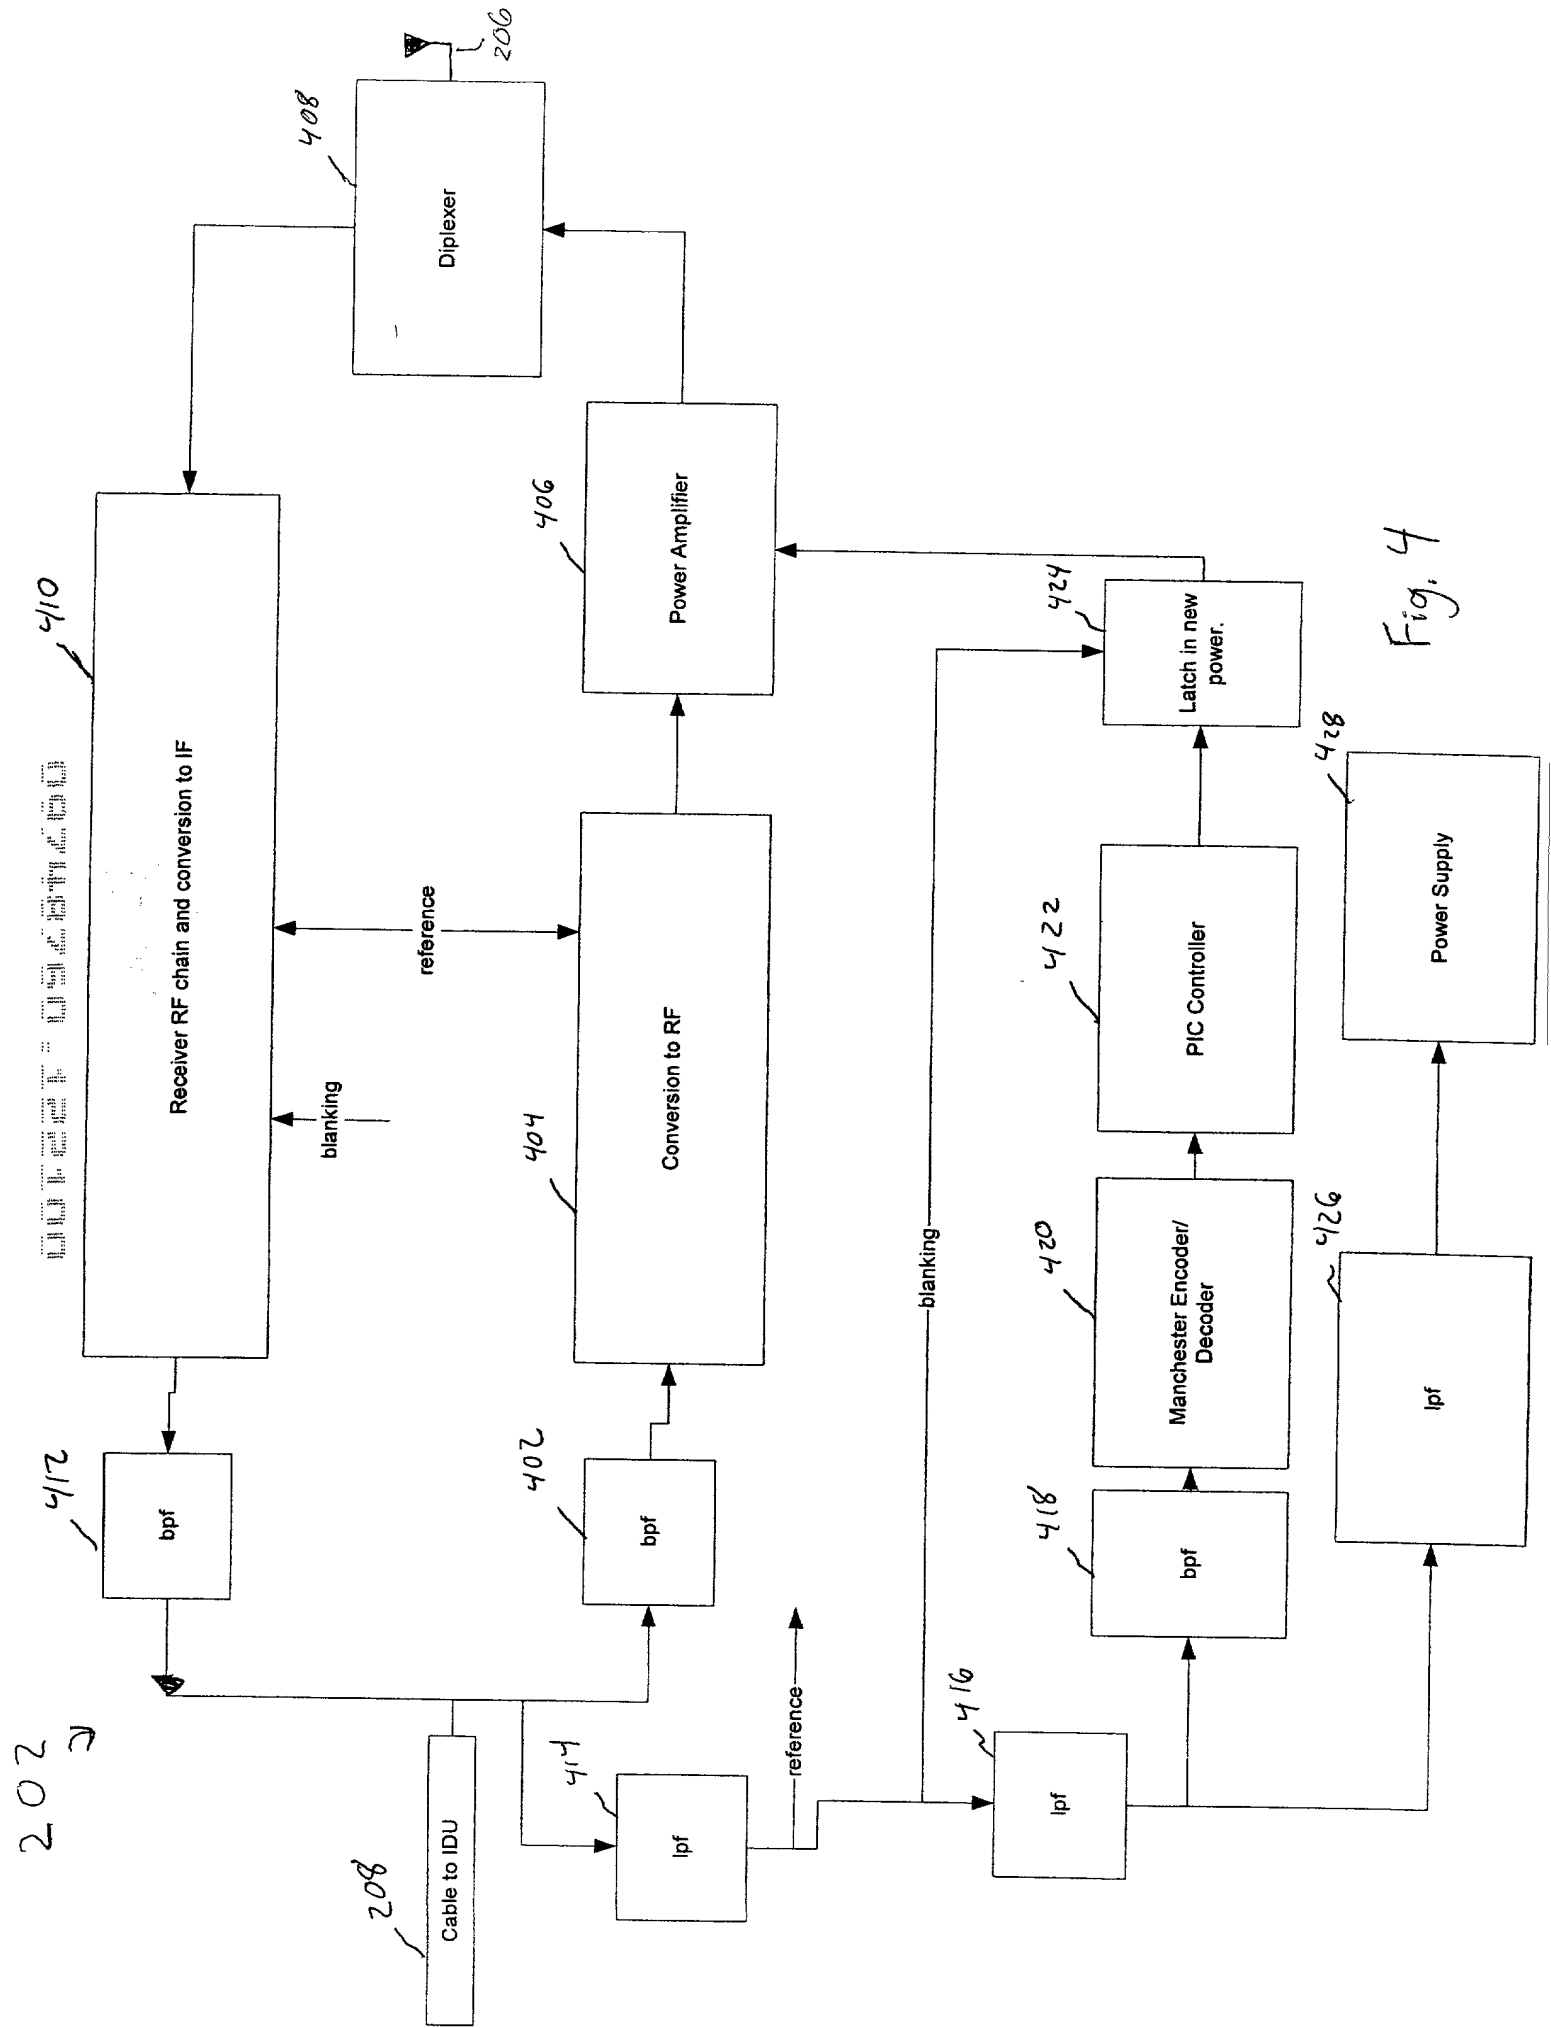 202
208
Cable to IDU
412
bpf
410
Receiver RF chain and conversion to IF
blanking
reference
408
Diplexer
206
402
bpf
404
Conversion to RF
406
Power Amplifier
414
lpf
reference
blanking
416
lpf
418
bpf
420
Manchester Encoder/
Decoder
422
PIC Controller
424
Latch in new
power.
426
lpf
428
Power Supply
Fig. 4